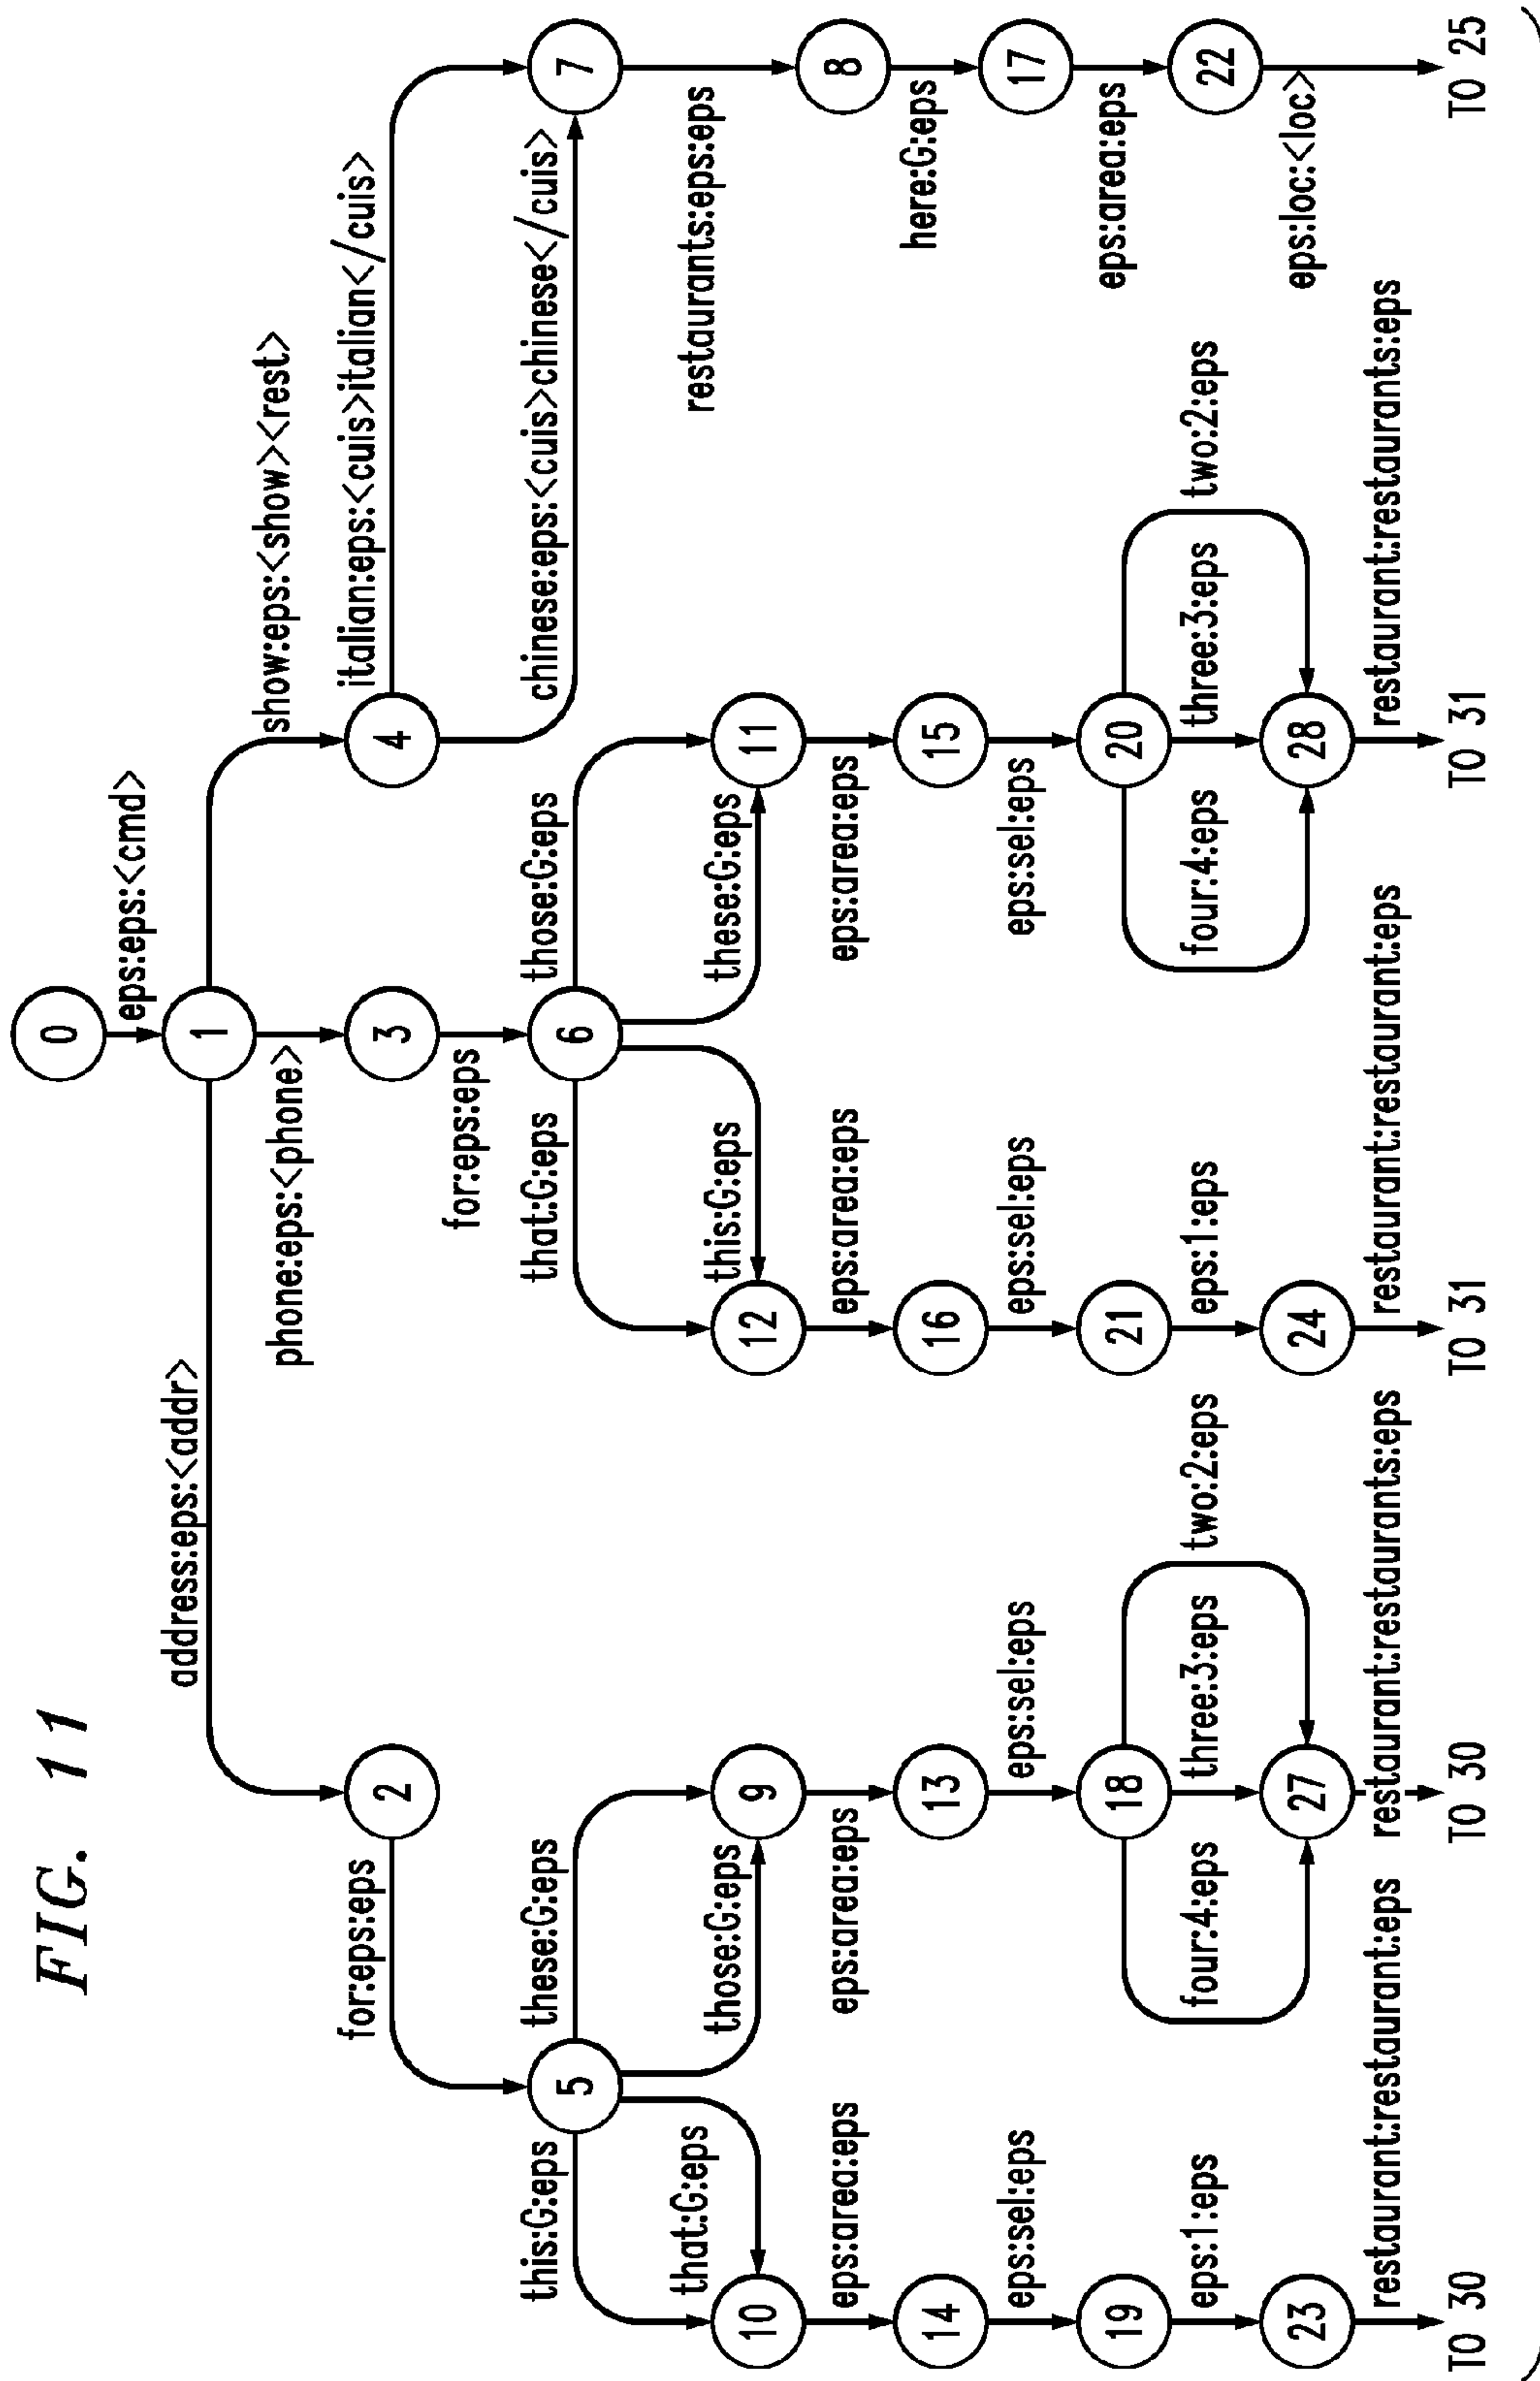 FIG. 11
0
eps:eps:<cmd>
1
address:eps:<addr>
phone:eps:<phone>
show:eps:<show><rest>
2
3
4
for:eps:eps
for:eps:eps
italian:eps:<cuis>italian</cuis>
chinese:eps:<cuis>chinese</cuis>
5
6
7
this:G:eps
these:G:eps
that:G:eps
those:G:eps
that:G:eps
those:G:eps
this:G:eps
these:G:eps
restaurants:eps:eps
10
9
12
11
8
eps:area:eps
eps:area:eps
eps:area:eps
eps:area:eps
here:G:eps
14
13
16
15
17
eps:sel:eps
eps:sel:eps
eps:sel:eps
eps:sel:eps
eps:area:eps
19
18
21
20
22
eps:1:eps
four:4:eps
three:3:eps
two:2:eps
eps:1:eps
four:4:eps
three:3:eps
two:2:eps
eps:loc:<loc>
23
27
24
28
restaurant:restaurant:eps
restaurant:restaurants:eps
restaurant:restaurant:eps
restaurant:restaurants:eps
TO 30
TO 30
TO 31
TO 31
TO 25